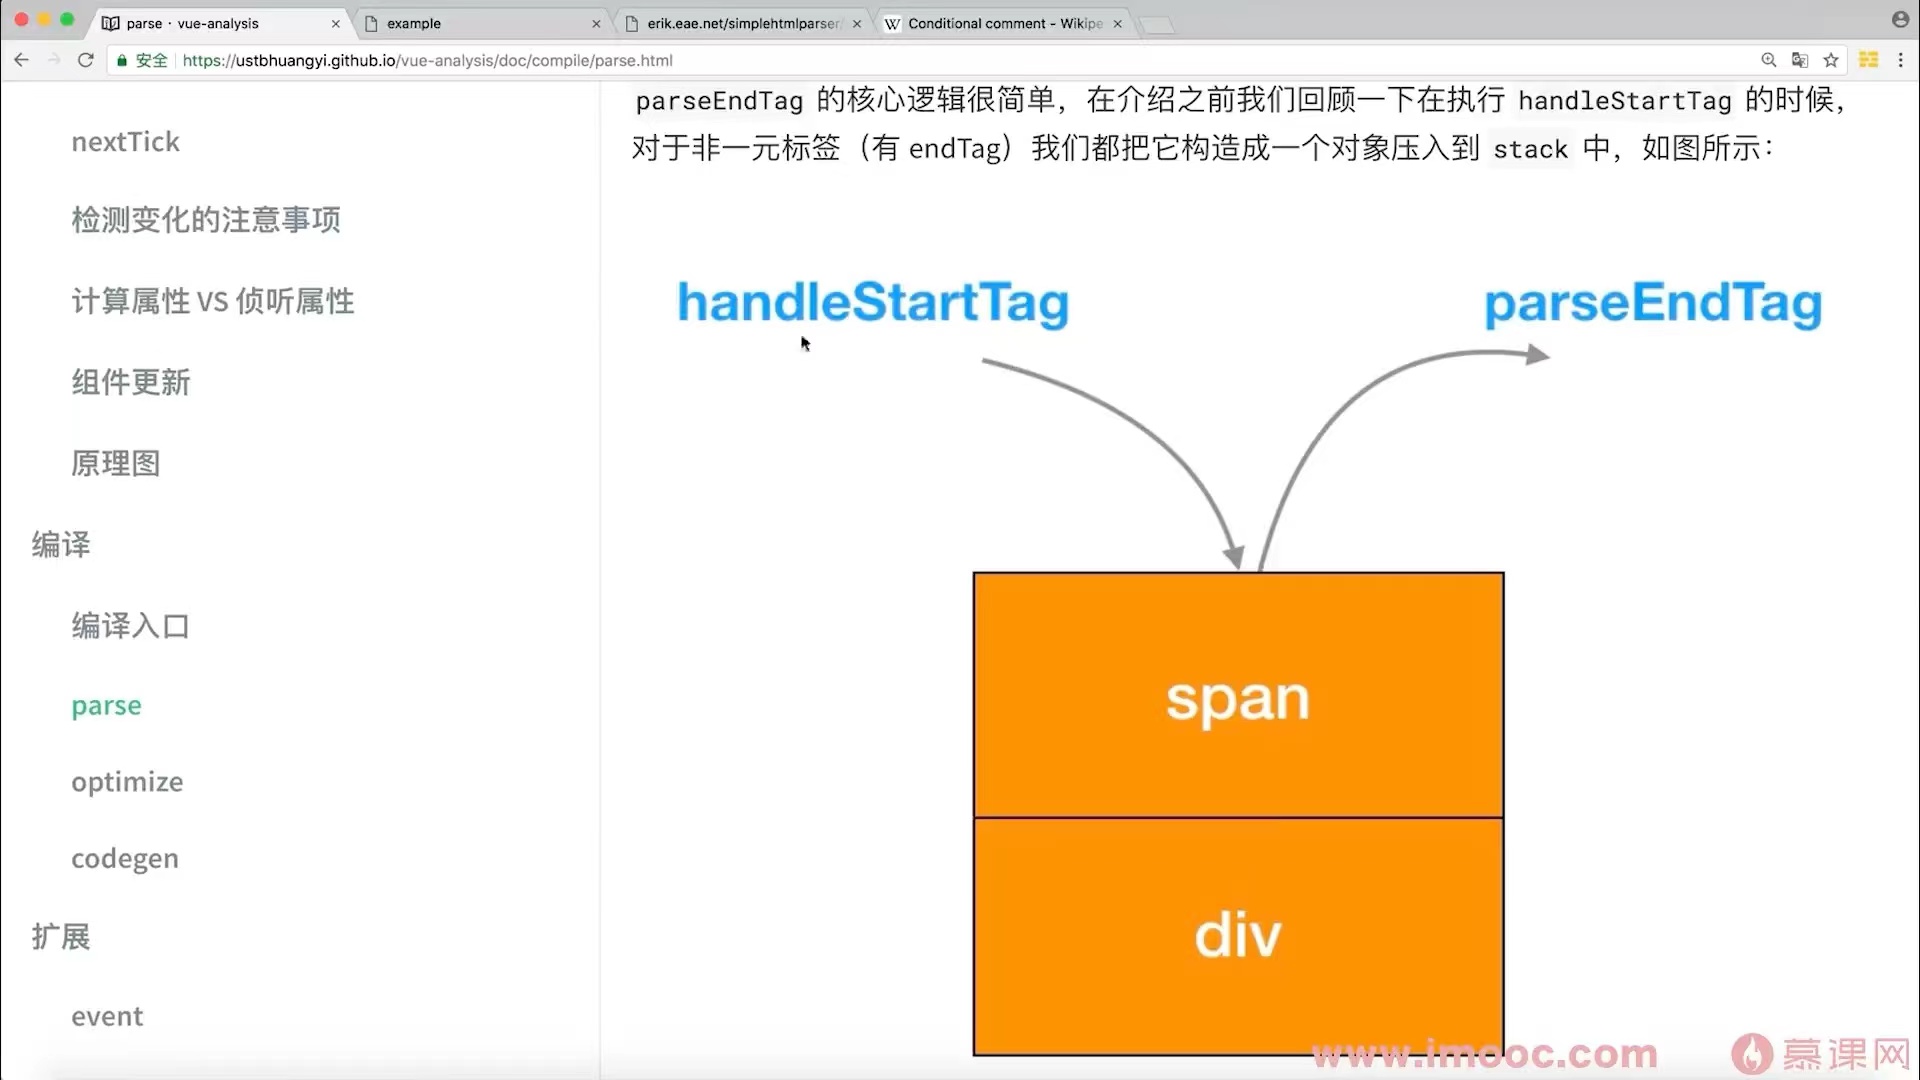 parse · vue-analysis
example
erik.eae.net/simplehtmlparser/
Conditional comment - Wikipe
安全
https://ustbhuangyi.github.io/vue-analysis/doc/compile/parse.html
nextTick
检测变化的注意事项
计算属性 VS 侦听属性
组件更新
原理图
编译
编译入口
parse
optimize
codegen
扩展
event
parseEndTag 的核心逻辑很简单，在介绍之前我们回顾一下在执行 handleStartTag 的时候，
对于非一元标签（有 endTag）我们都把它构造成一个对象压入到 stack 中，如图所示：
handleStartTag
parseEndTag
span
div
www.imooc.com
慕课网